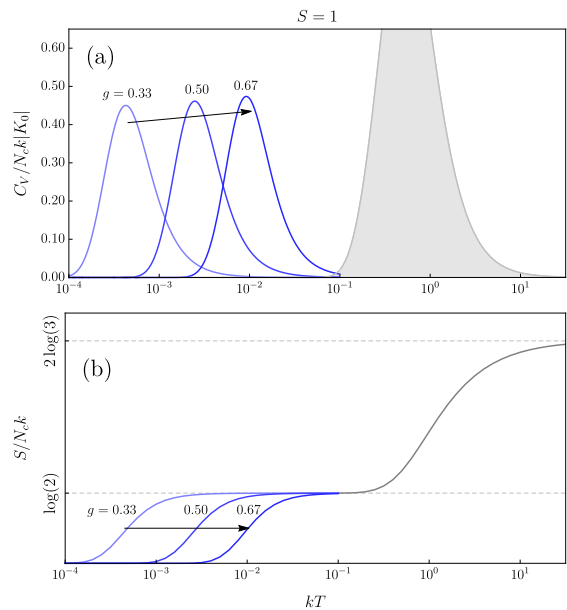 S = 1
(a)
C_V/N_ck|K_0|
0.60
0.50
0.40
0.30
0.20
0.10
0.00
g = 0.33
0.50
0.67
10^−4
10^−3
10^−2
10^−1
10^0
10^1
(b)
S/N_ck
2 log(3)
log(2)
g = 0.33
0.50
0.67
10^−4
10^−3
10^−2
10^−1
10^0
10^1
kT